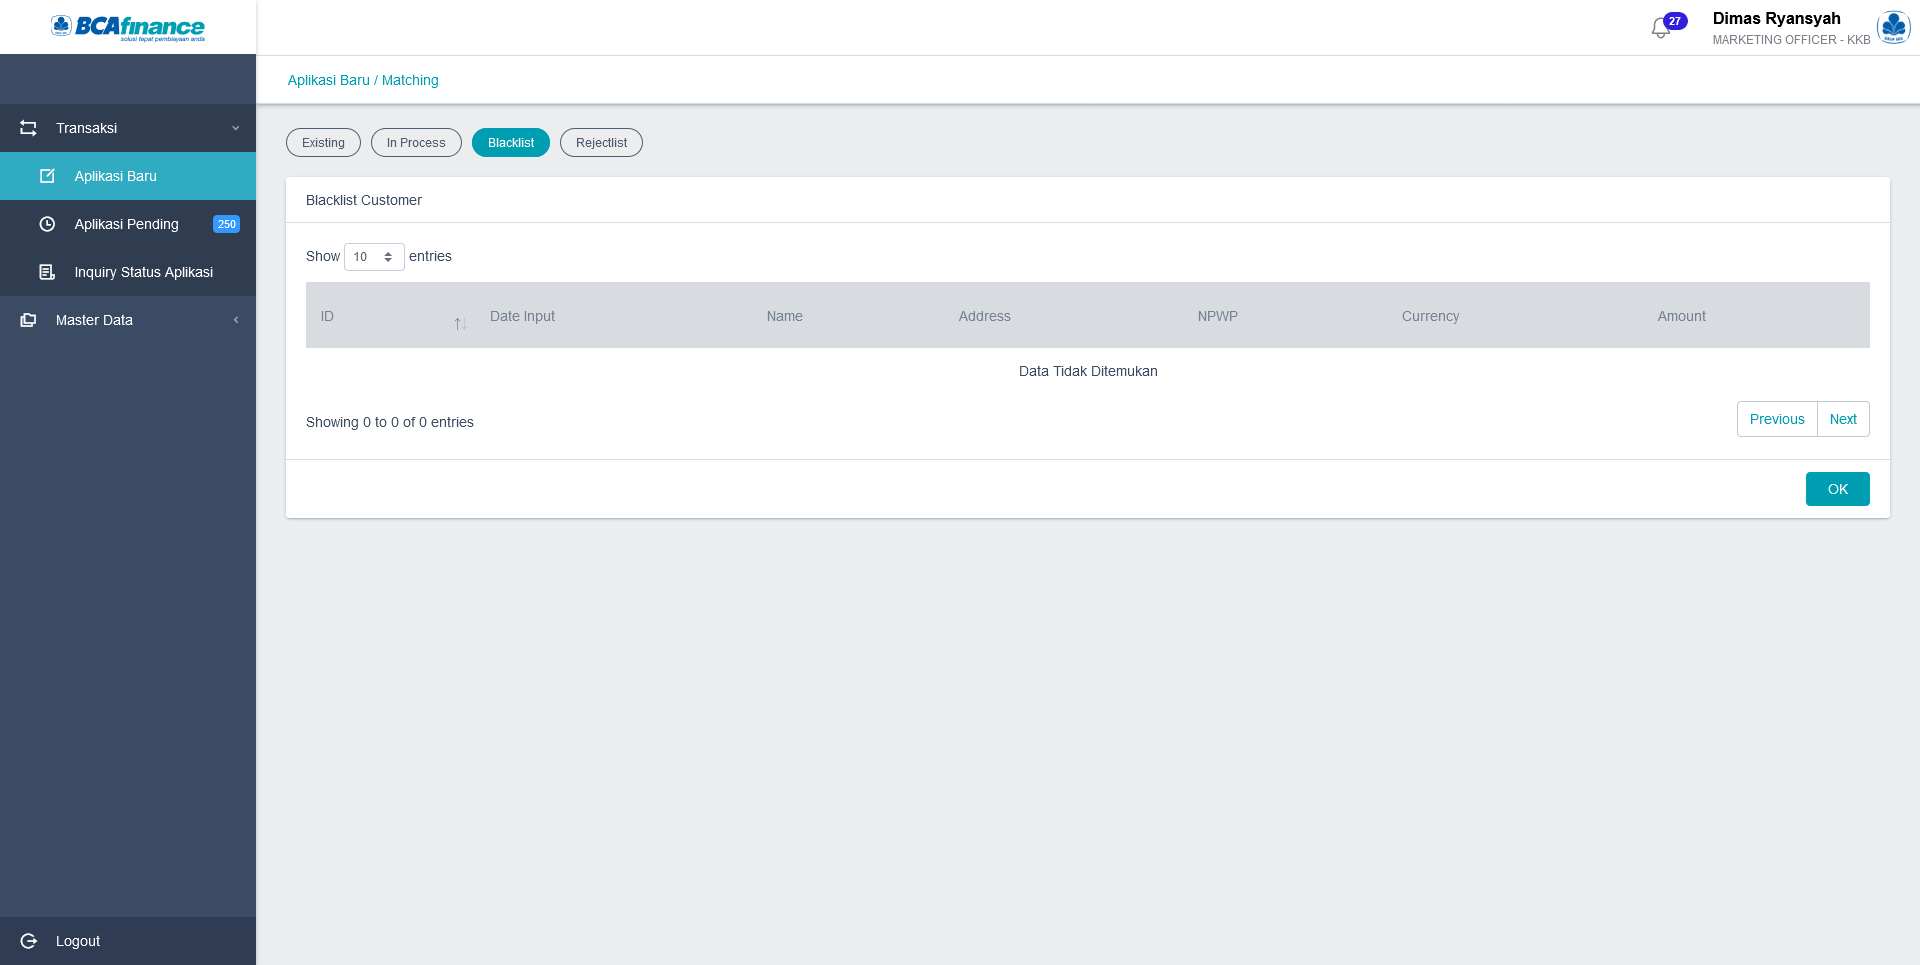 BCAfinance
solusi tepat pembiayaan anda
27
Dimas Ryansyah
MARKETING OFFICER - KKB
Aplikasi Baru / Matching
Transaksi
Aplikasi Baru
Aplikasi Pending 250
Inquiry Status Aplikasi
Master Data
Logout
Existing In Process Blacklist Rejectlist
Blacklist Customer
Show 10 entries
ID Date Input Name Address NPWP Currency Amount
Data Tidak Ditemukan
Showing 0 to 0 of 0 entries
Previous Next
OK